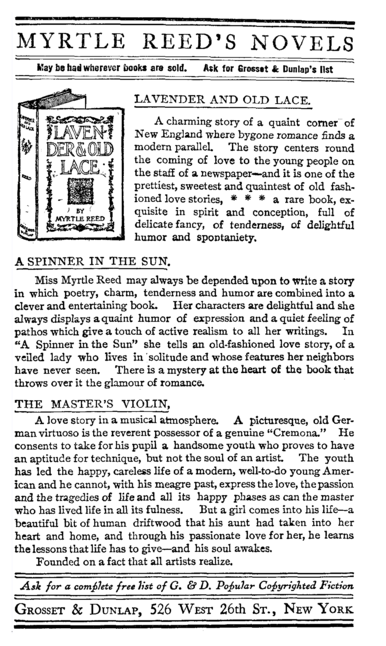 MYRTLE REED'S NOVELS
May be had wherever books are sold. Ask for Grosset & Dunlap's list
LAVENDER AND OLD LACE.
LAVEN-
DER & OLD
LACE
BY
MYRTLE REED
A charming story of a quaint corner of
New England where bygone romance finds a
modern parallel. The story centers round
the coming of love to the young people on
the staff of a newspaper—and it is one of the
prettiest, sweetest and quaintest of old fash-
ioned love stories, * * * a rare book, ex-
quisite in spirit and conception, full of
delicate fancy, of tenderness, of delightful
humor and spontaniety.
A SPINNER IN THE SUN.
Miss Myrtle Reed may always be depended upon to write a story
in which poetry, charm, tenderness and humor are combined into a
clever and entertaining book. Her characters are delightful and she
always displays a quaint humor of expression and a quiet feeling of
pathos which give a touch of active realism to all her writings. In
"A Spinner in the Sun" she tells an old-fashioned love story, of a
veiled lady who lives in solitude and whose features her neighbors
have never seen. There is a mystery at the heart of the book that
throws over it the glamour of romance.
THE MASTER'S VIOLIN,
A love story in a musical atmosphere. A picturesque, old Ger-
man virtuoso is the reverent possessor of a genuine "Cremona." He
consents to take for his pupil a handsome youth who proves to have
an aptitude for technique, but not the soul of an artist. The youth
has led the happy, careless life of a modern, well-to-do young Amer-
ican and he cannot, with his meagre past, express the love, the passion
and the tragedies of life and all its happy phases as can the master
who has lived life in all its fulness. But a girl comes into his life—a
beautiful bit of human driftwood that his aunt had taken into her
heart and home, and through his passionate love for her, he learns
the lessons that life has to give—and his soul awakes.
Founded on a fact that all artists realize.
Ask for a complete free list of G. & D. Popular Copyrighted Fiction
GROSSET & DUNLAP, 526 WEST 26th ST., NEW YORK